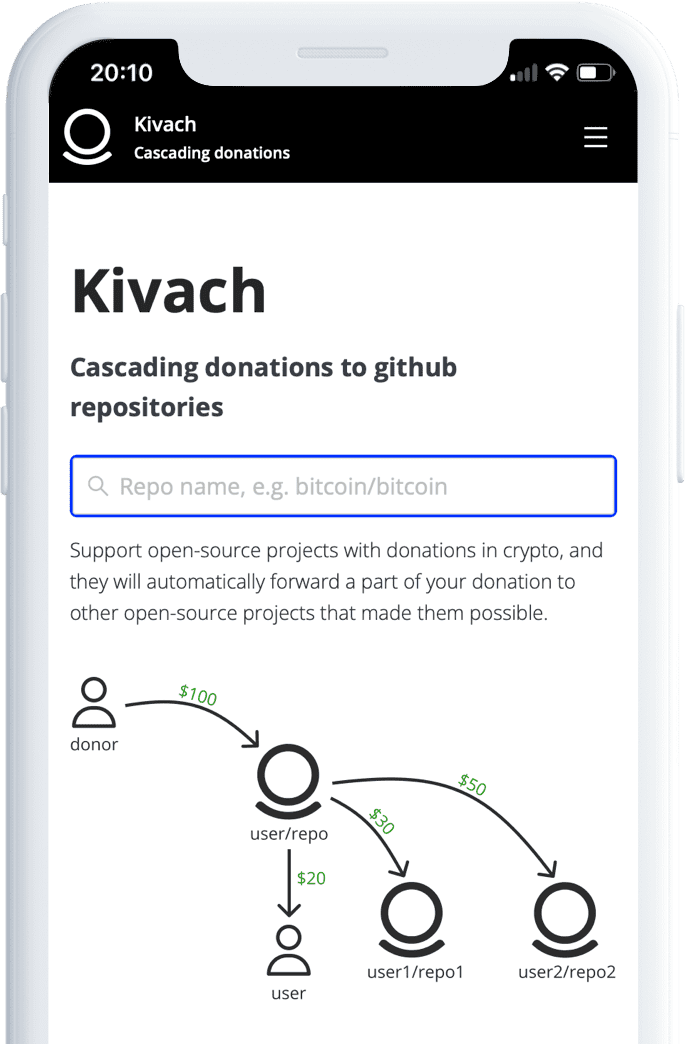 20:10
Kivach
Cascading donations
Kivach
Cascading donations to github
repositories
Repo name, e.g. bitcoin/bitcoin
Support open-source projects with donations in crypto, and
they will automatically forward a part of your donation to
other open-source projects that made them possible.
$100
donor
$50
$30
user/repo
$20
user1/repo1
user2/repo2
user